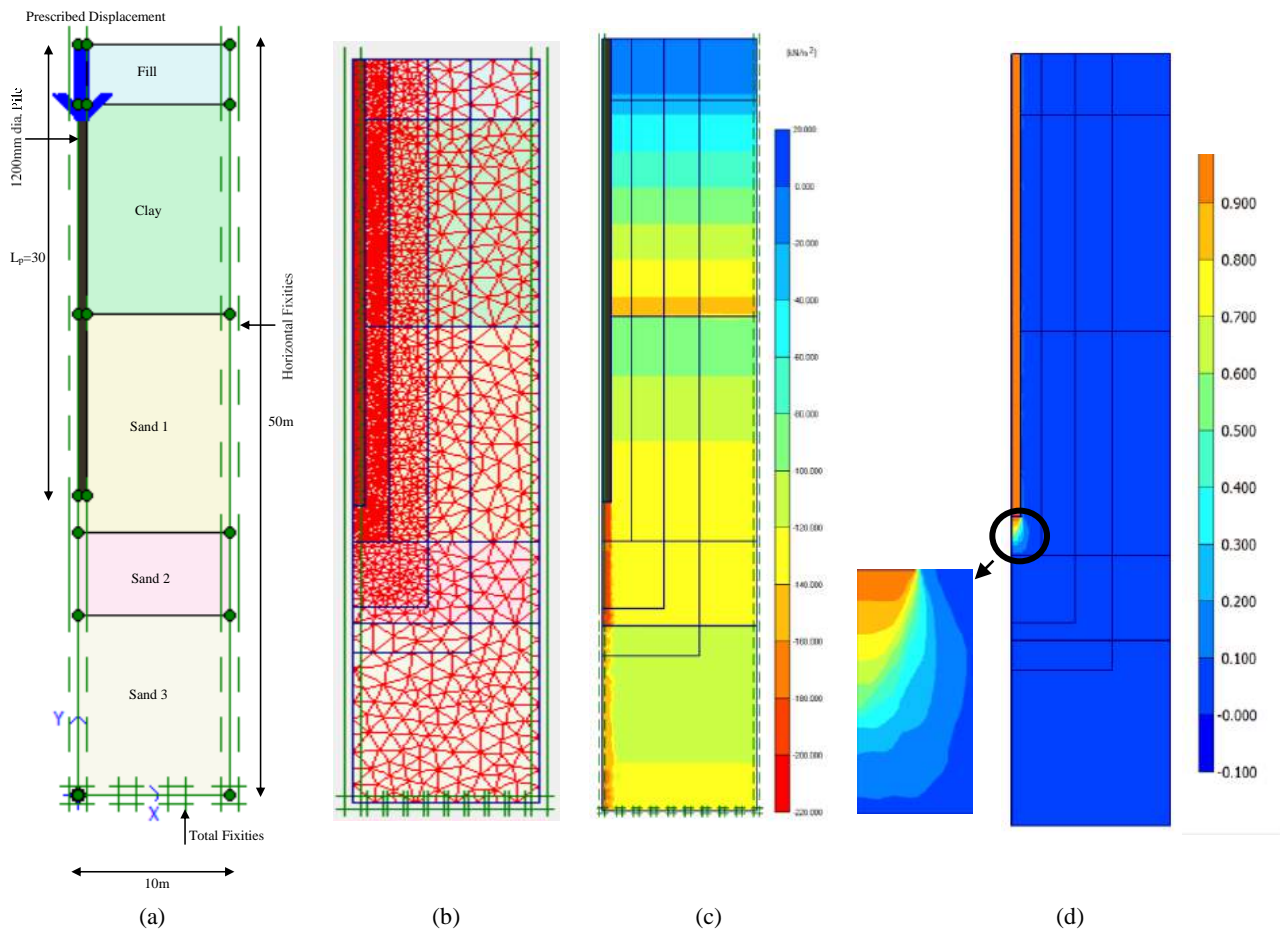 Prescribed Displacement
Fill
1200mm dia. Pile
Clay
Lp=30
Horizontal Fixities
Sand 1
50m
Sand 2
Sand 3
Y
X
Total Fixities
10m
(a)
(b)
[kN/m²]
20.000
0.000
-20.000
-40.000
-60.000
-80.000
-100.000
-120.000
-140.000
-160.000
-180.000
-200.000
-220.000
(c)
0.900
0.800
0.700
0.600
0.500
0.400
0.300
0.200
0.100
-0.000
-0.100
(d)